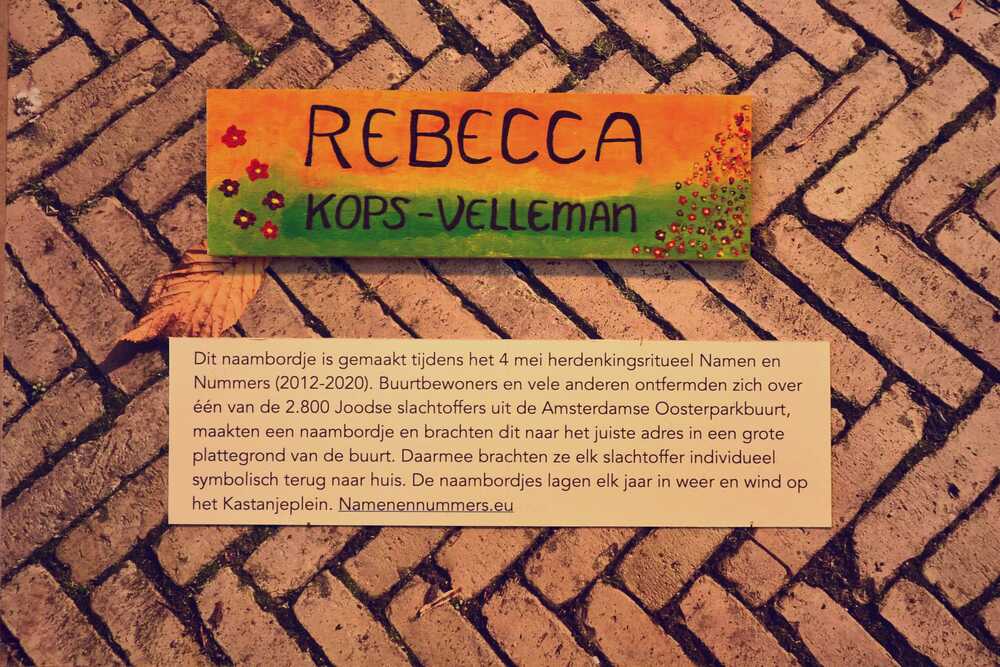 REBECCA
KOPS-VELLEMAN
Dit naambordje is gemaakt tijdens het 4 mei herdenkingsritueel Namen en
Nummers (2012-2020). Buurtbewoners en vele anderen ontfermden zich over
één van de 2.800 Joodse slachtoffers uit de Amsterdamse Oosterparkbuurt,
maakten een naambordje en brachten dit naar het juiste adres in een grote
plattegrond van de buurt. Daarmee brachten ze elk slachtoffer individueel
symbolisch terug naar huis. De naambordjes lagen elk jaar in weer en wind op
het Kastanjeplein. Namenennummers.eu